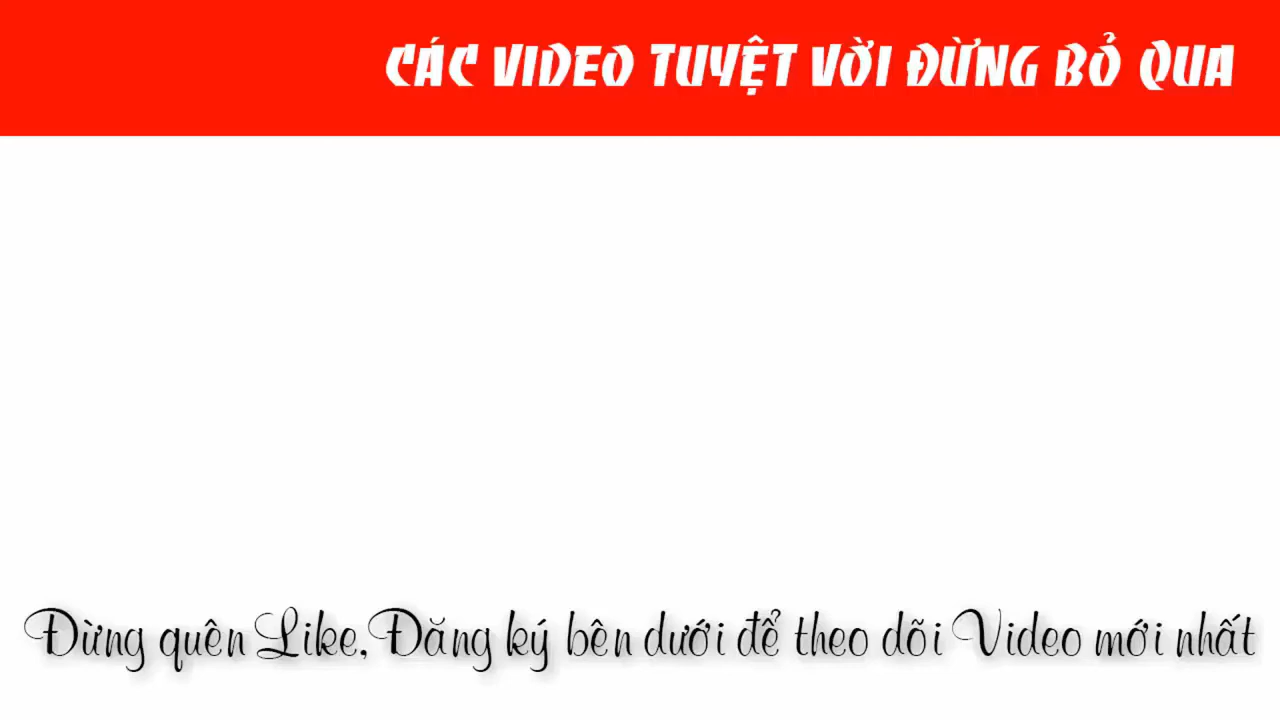 CÁC VIDEO TUYỆT VỜI ĐỪNG BỎ QUA
Đừng quên Like,Đăng ký bên dưới để theo dõi Video mới nhất